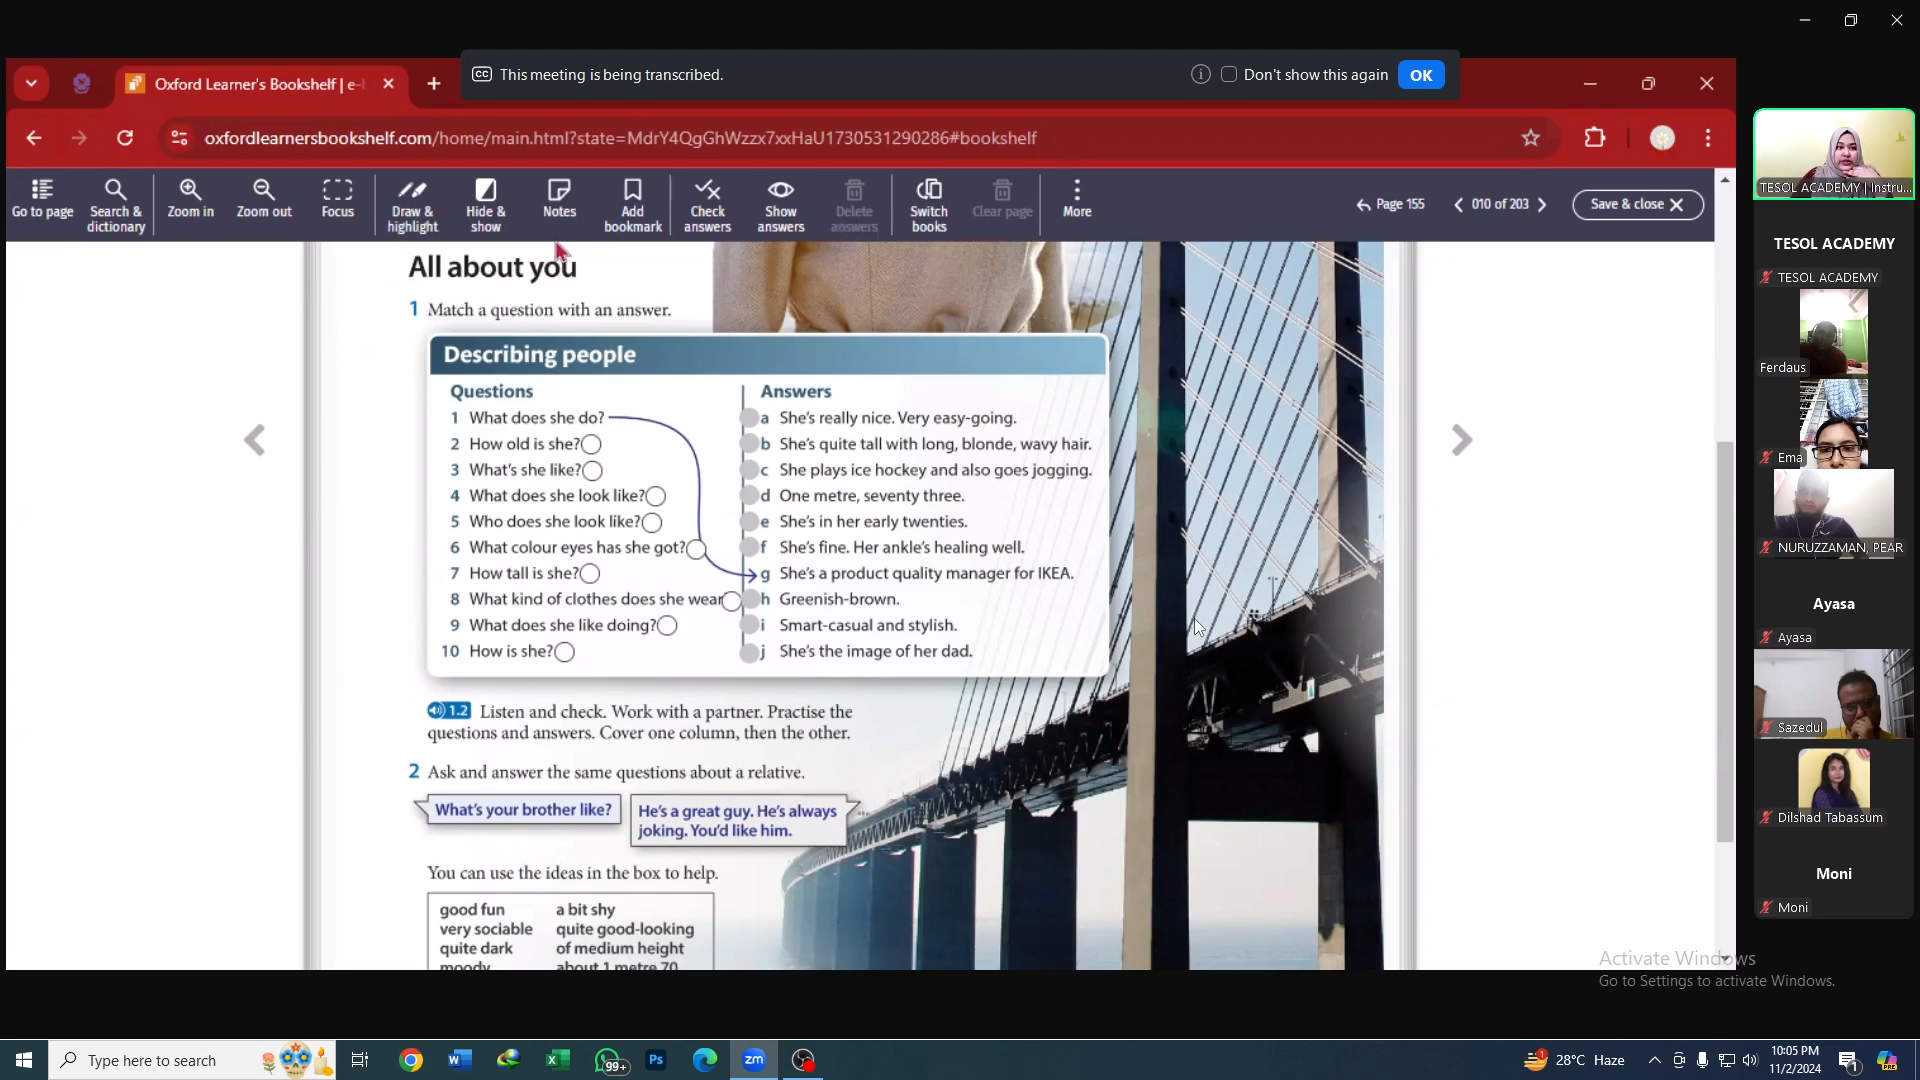 This meeting is being transcribed.
Don't show this again
OK
Oxford Learner's Bookshelf | e-b
oxfordlearnersbookshelf.com/home/main.html?state=MdrY4QgGhWzzx7xxHaU1730531290286#bookshelf
Go to page
Search & dictionary
Zoom in
Zoom out
Focus
Draw & highlight
Hide & show
Notes
Add bookmark
Check answers
Show answers
Delete answers
Switch books
Clear page
More
Page 155
010 of 203
Save & close
All about you
1 Match a question with an answer.
Describing people
Questions
1 What does she do?
2 How old is she?
3 What's she like?
4 What does she look like?
5 Who does she look like?
6 What colour eyes has she got?
7 How tall is she?
8 What kind of clothes does she wear
9 What does she like doing?
10 How is she?
Answers
a She's really nice. Very easy-going.
b She's quite tall with long, blonde, wavy hair.
c She plays ice hockey and also goes jogging.
d One metre, seventy three.
e She's in her early twenties.
f She's fine. Her ankle's healing well.
g She's a product quality manager for IKEA.
h Greenish-brown.
i Smart-casual and stylish.
j She's the image of her dad.
1.2 Listen and check. Work with a partner. Practise the
questions and answers. Cover one column, then the other.
2 Ask and answer the same questions about a relative.
What's your brother like?
He's a great guy. He's always
joking. You'd like him.
You can use the ideas in the box to help.
good fun
very sociable
quite dark
moody
a bit shy
quite good-looking
of medium height
about 1 metre 70
TESOL ACADEMY | Instru...
TESOL ACADEMY
TESOL ACADEMY
Ferdaus
Ema
NURUZZAMAN, PEAR
Ayasa
Ayasa
Sazedul
Dilshad Tabassum
Moni
Moni
Activate Windows
Go to Settings to activate Windows.
Type here to search
99+
28°C Haze
10:05 PM
11/2/2024